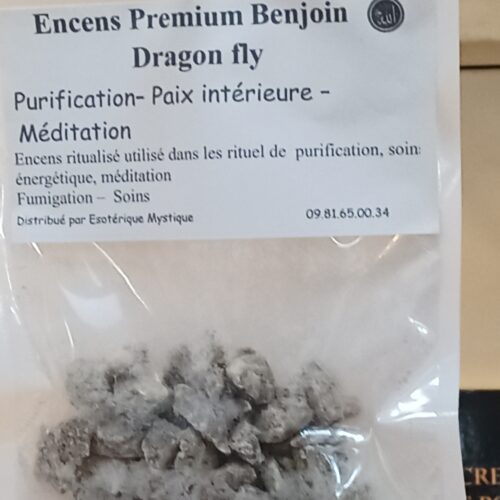 Encens Premium Benjoin
Dragon fly
Purification- Paix intérieure -
Méditation
Encens ritualisé utilisé dans les rituel de purification, soin
énergétique, méditation
Fumigation – Soins
Distribué par Esotérique Mystique 09.81.65.00.34
CRE